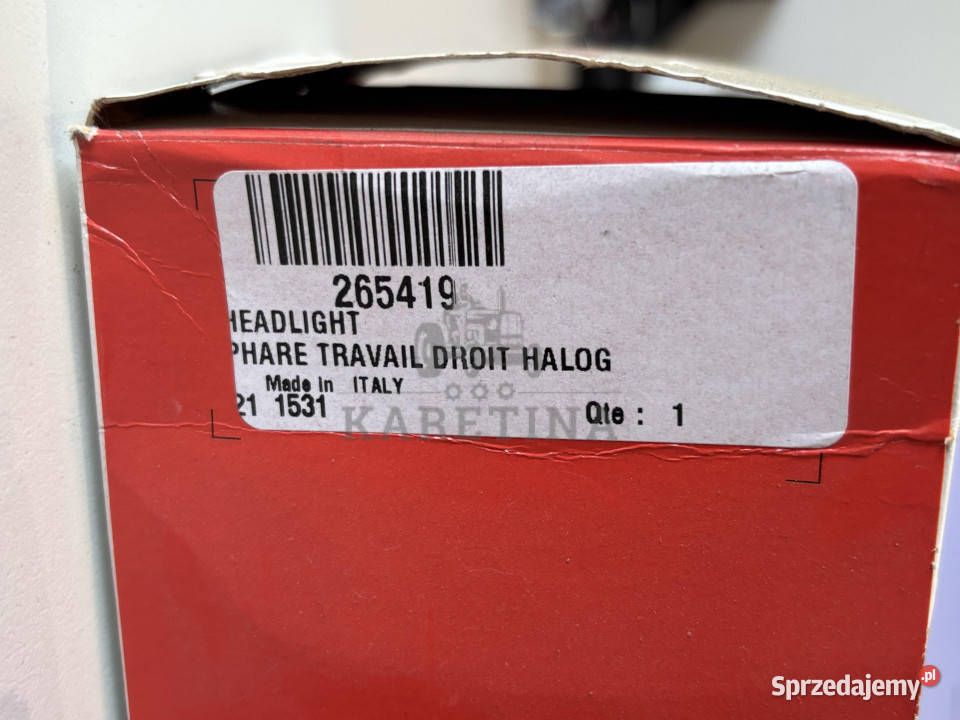 265419
HEADLIGHT
PHARE TRAVAIL DROIT HALOG
Made in ITALY
21 1531
Qte : 1
KARETINA
Sprzedajemy.pl